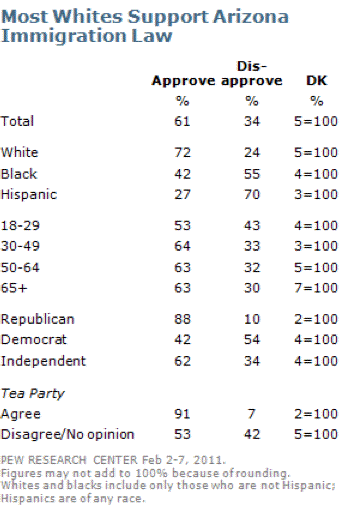 Most Whites Support Arizona
Immigration Law
Dis-
Approve approve DK
% % %
Total 61 34 5=100
White 72 24 5=100
Black 42 55 4=100
Hispanic 27 70 3=100
18-29 53 43 4=100
30-49 64 33 3=100
50-64 63 32 5=100
65+ 63 30 7=100
Republican 88 10 2=100
Democrat 42 54 4=100
Independent 62 34 4=100
Tea Party
Agree 91 7 2=100
Disagree/No opinion 53 42 5=100
PEW RESEARCH CENTER Feb 2-7, 2011.
Figures may not add to 100% because of rounding.
Whites and blacks include only those who are not Hispanic;
Hispanics are of any race.